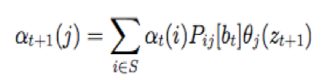 α_{t+1}(j) = ∑_{i∈S} α_t(i)P_{ij}[b_t]θ_j(z_{t+1})